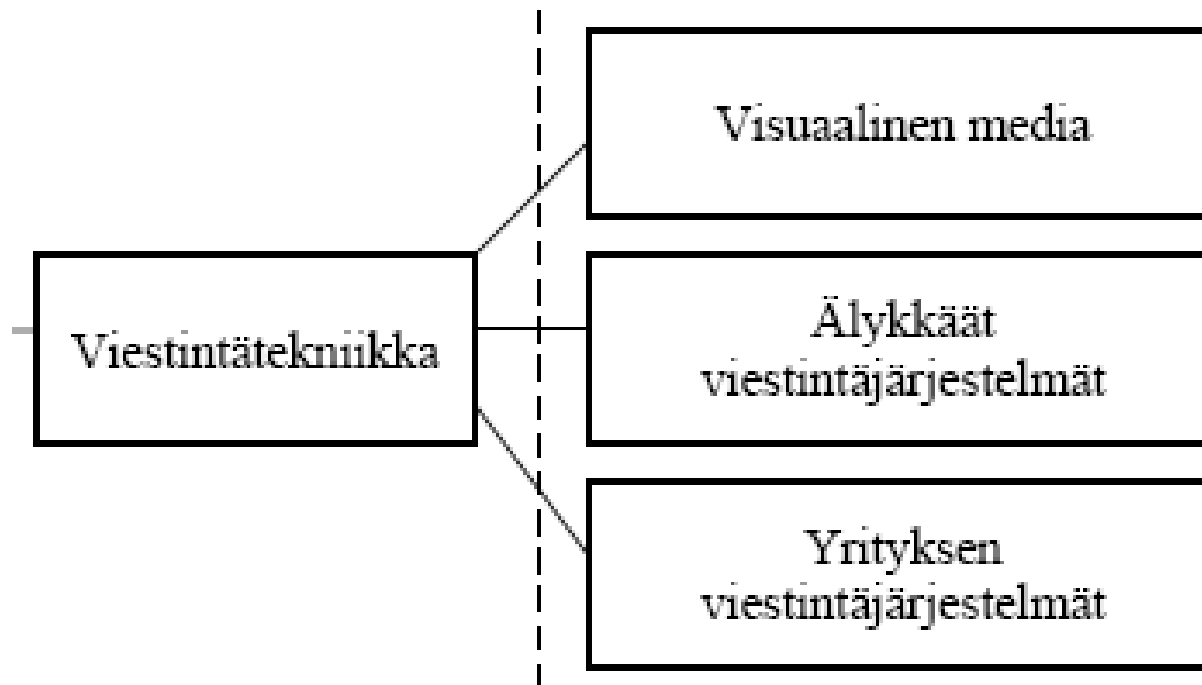 Visuaalinen media
Viestintätekniikka
Älykkäät
viestintäjärjestelmät
Yrityksen
viestintäjärjestelmät